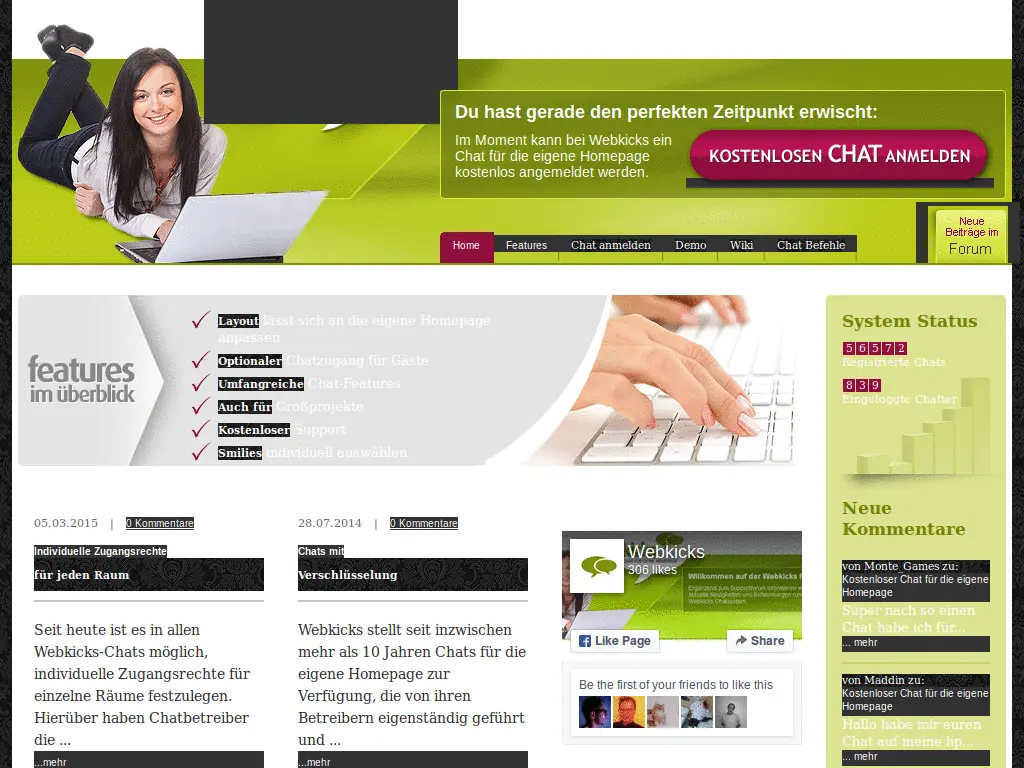 Du hast gerade den perfekten Zeitpunkt erwischt:
Im Moment kann bei Webkicks ein
Chat für die eigene Homepage
kostenlos angemeldet werden.
KOSTENLOSEN CHAT ANMELDEN
Neue
Beiträge im
Forum
Home Features Chat anmelden Demo Wiki Chat Befehle
features
im überblick
Layout lässt sich an die eigene Homepage
anpassen
Optionaler Chatzugang für Gäste
Umfangreiche Chat-Features
Auch für Großprojekte
Kostenloser Support
Smilies individuell auswählen
System Status
56572
Registrierte Chats
839
Eingeloggte Chatter
05.03.2015 | 0 Kommentare
Individuelle Zugangsrechte
für jeden Raum
Seit heute ist es in allen
Webkicks-Chats möglich,
individuelle Zugangsrechte für
einzelne Räume festzulegen.
Hierüber haben Chatbetreiber
die ...
...mehr
28.07.2014 | 0 Kommentare
Chats mit
Verschlüsselung
Webkicks stellt seit inzwischen
mehr als 10 Jahren Chats für die
eigene Homepage zur
Verfügung, die von ihren
Betreibern eigenständig geführt
und ...
...mehr
Webkicks
306 likes
Willkommen auf der Webkicks
Like Page
Share
Be the first of your friends to like this
Neue
Kommentare
von Monte_Games zu:
Kostenloser Chat für die eigene
Homepage
Super nach so einen
Chat habe ich für...
... mehr
von Maddin zu:
Kostenloser Chat für die eigene
Homepage
Hallo habe mir euren
Chat auf meine hp...
... mehr